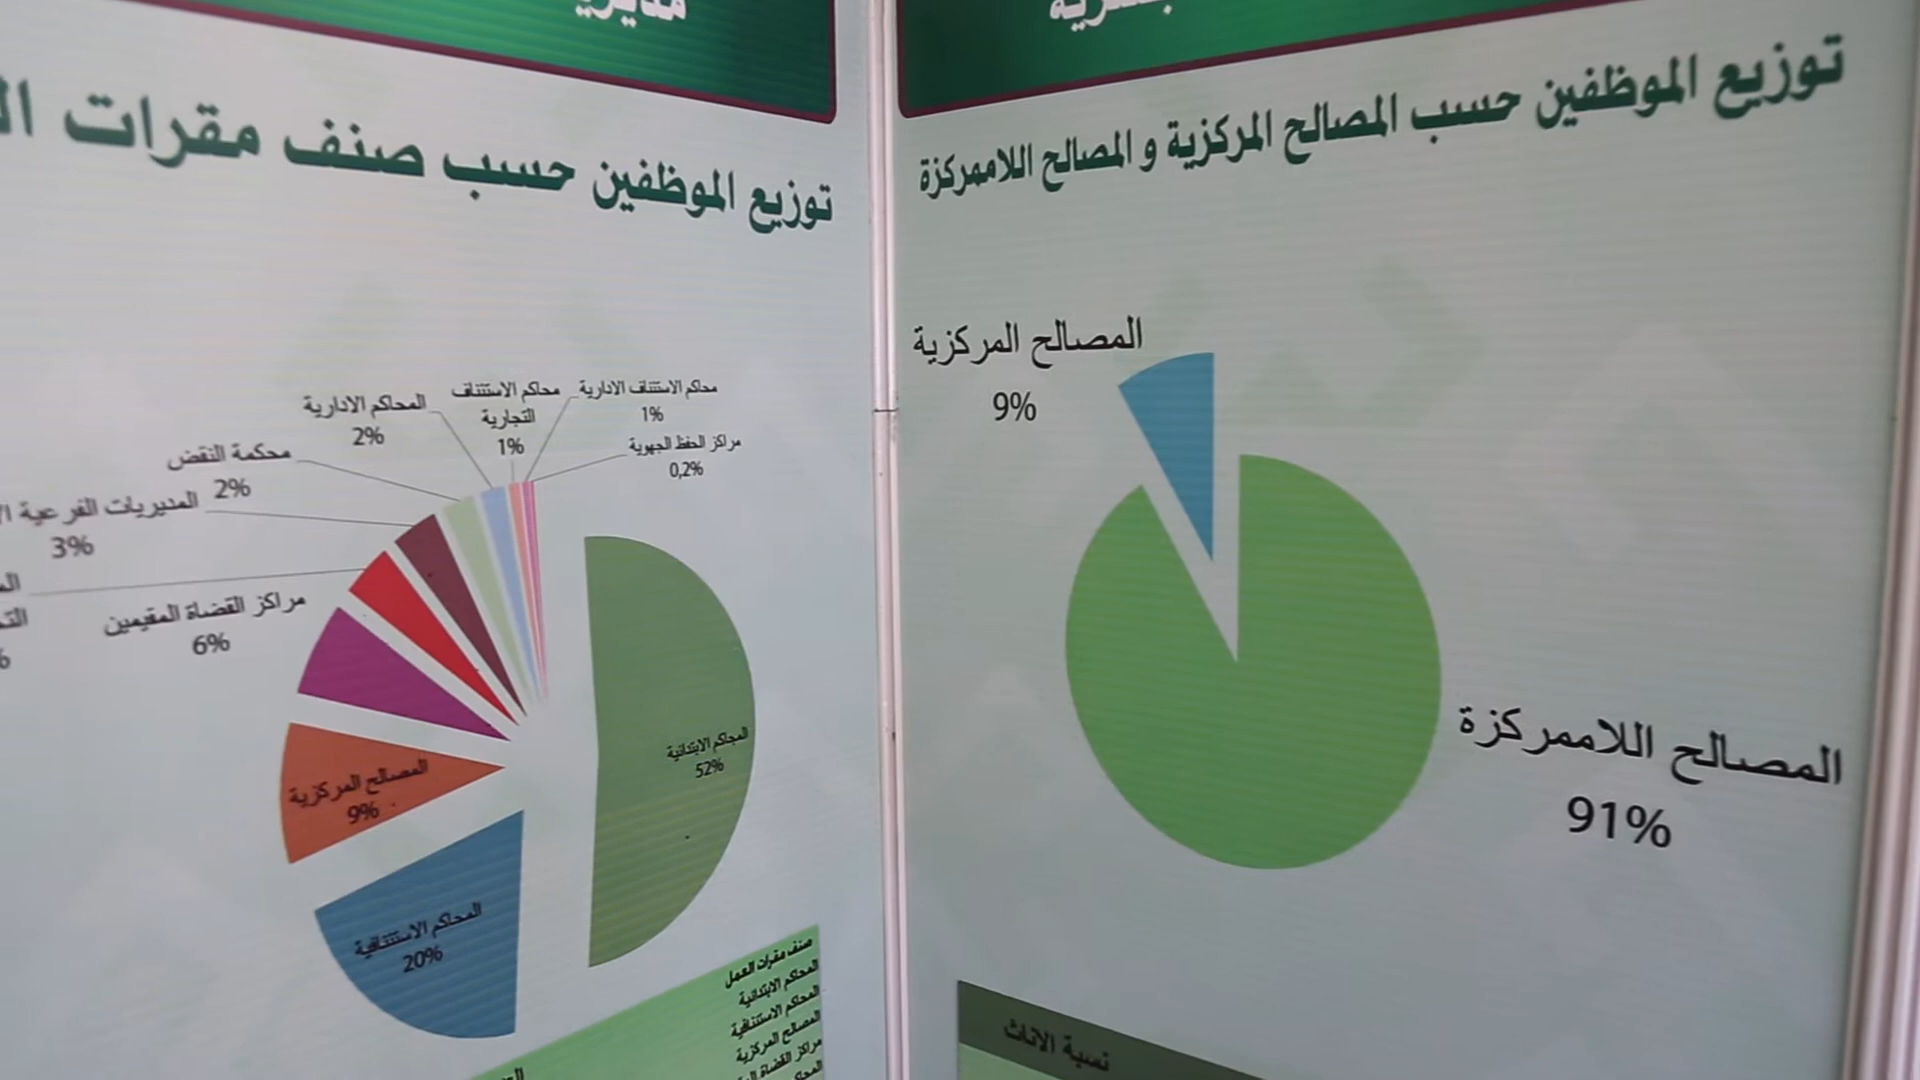 توزيع الموظفين حسب المصالح المركزية و المصالح اللاممركزة
المصالح المركزية
9%
المصالح اللاممركزة
91%
نسبة الاناث
توزيع الموظفين حسب صنف مقرات
محاكم الاستئناف الادارية
1%
محاكم الاستئناف
التجارية
1%
المحاكم الادارية
2%
مراكز الحفظ الجهوية
0,2%
محكمة النقض
2%
المديريات الفرعية
3%
مراكز القضاة المقيمين
6%
المحاكم الابتدائية
52%
المصالح المركزية
9%
المحاكم الاستئنافية
20%
صنف مقرات العمل
المحاكم الابتدائية
المحاكم الاستئنافية
المصالح المركزية
مراكز القضاة